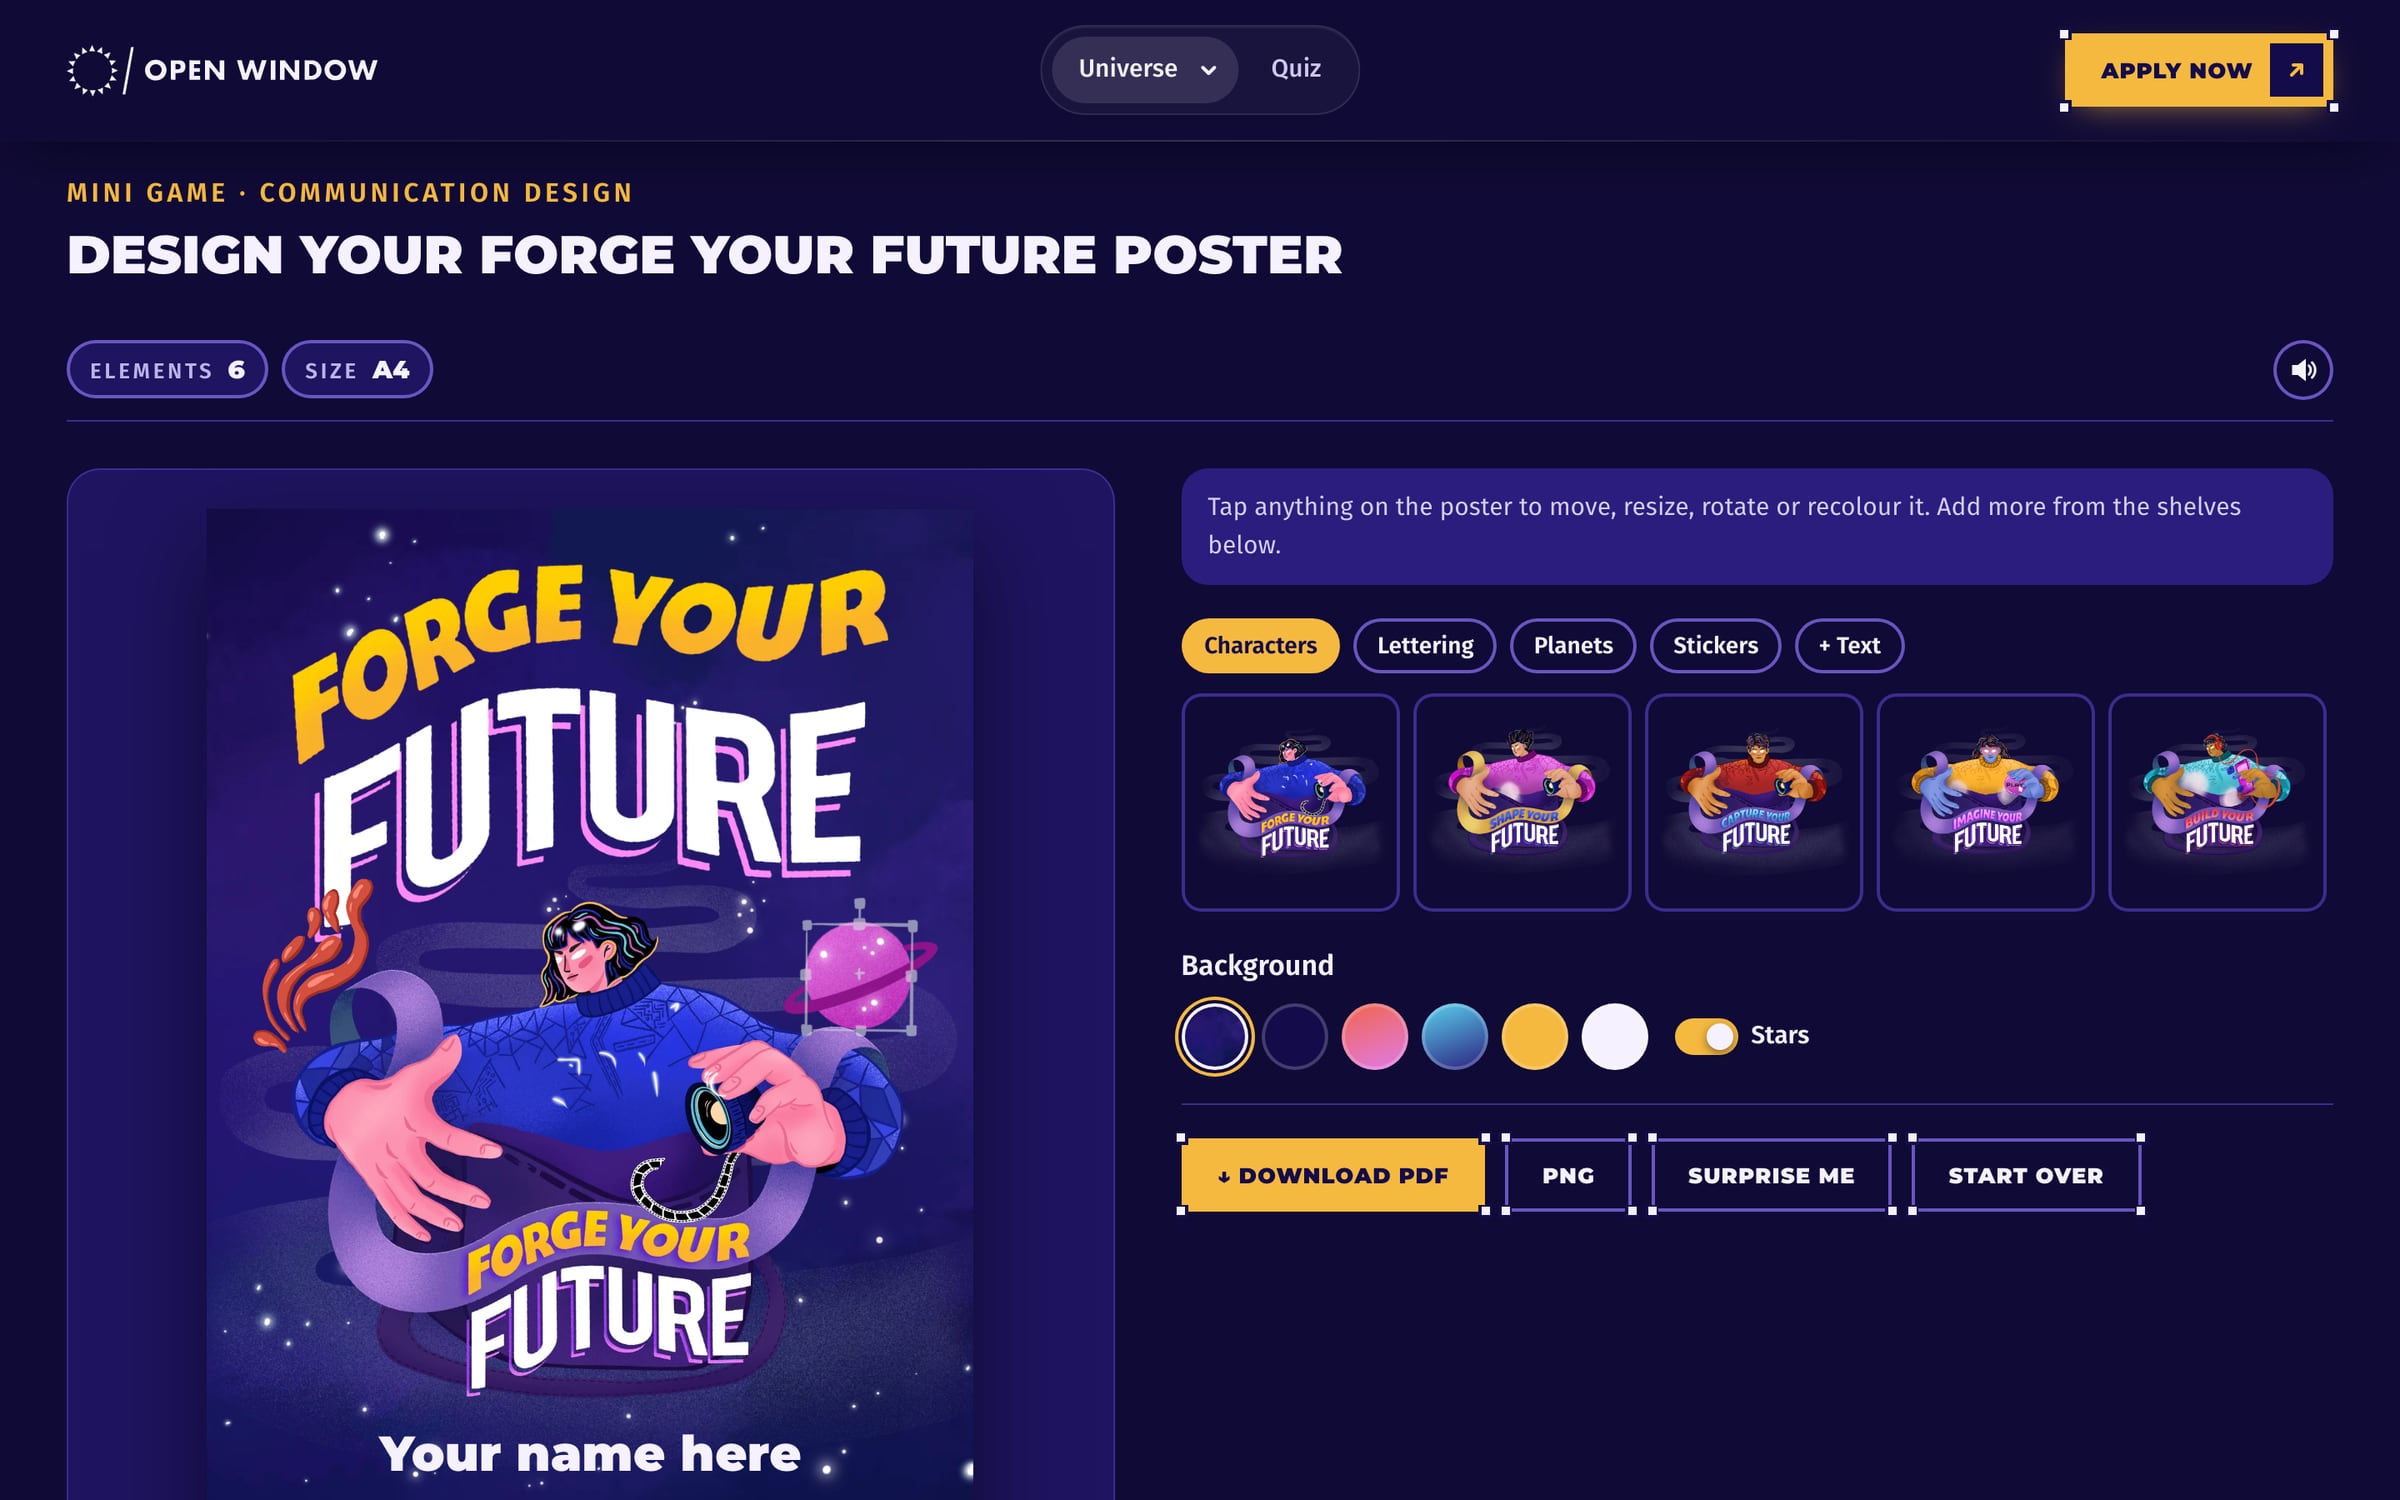 OPEN WINDOW
Universe
Quiz
APPLY NOW
MINI GAME · COMMUNICATION DESIGN
DESIGN YOUR FORGE YOUR FUTURE POSTER
ELEMENTS 6
SIZE A4
FORGE YOUR
FUTURE
FORGE YOUR
FUTURE
Your name here
Tap anything on the poster to move, resize, rotate or recolour it. Add more from the shelves
below.
Characters
Lettering
Planets
Stickers
+ Text
FORGE YOUR
FUTURE
SHAPE YOUR
FUTURE
CAPTURE YOUR
FUTURE
IMAGINE YOUR
FUTURE
BUILD YOUR
FUTURE
Background
Stars
↓ DOWNLOAD PDF
PNG
SURPRISE ME
START OVER